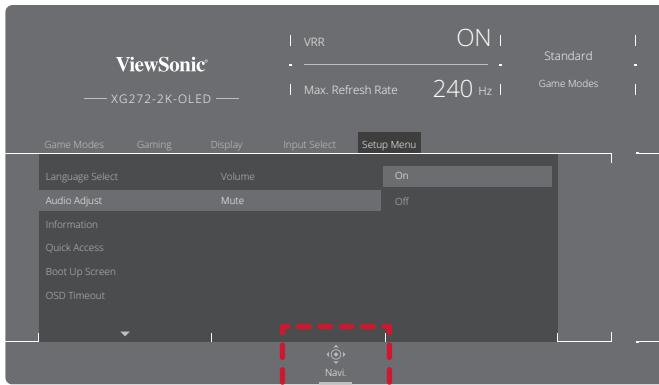 VRR
ON
ViewSonic®
XG272-2K-OLED
Max. Refresh Rate
240 Hz
Standard
Game Modes
Game Modes
Gaming
Display
Input Select
Setup Menu
Language Select
Volume
On
Audio Adjust
Mute
Off
Information
Quick Access
Boot Up Screen
OSD Timeout
Navi.